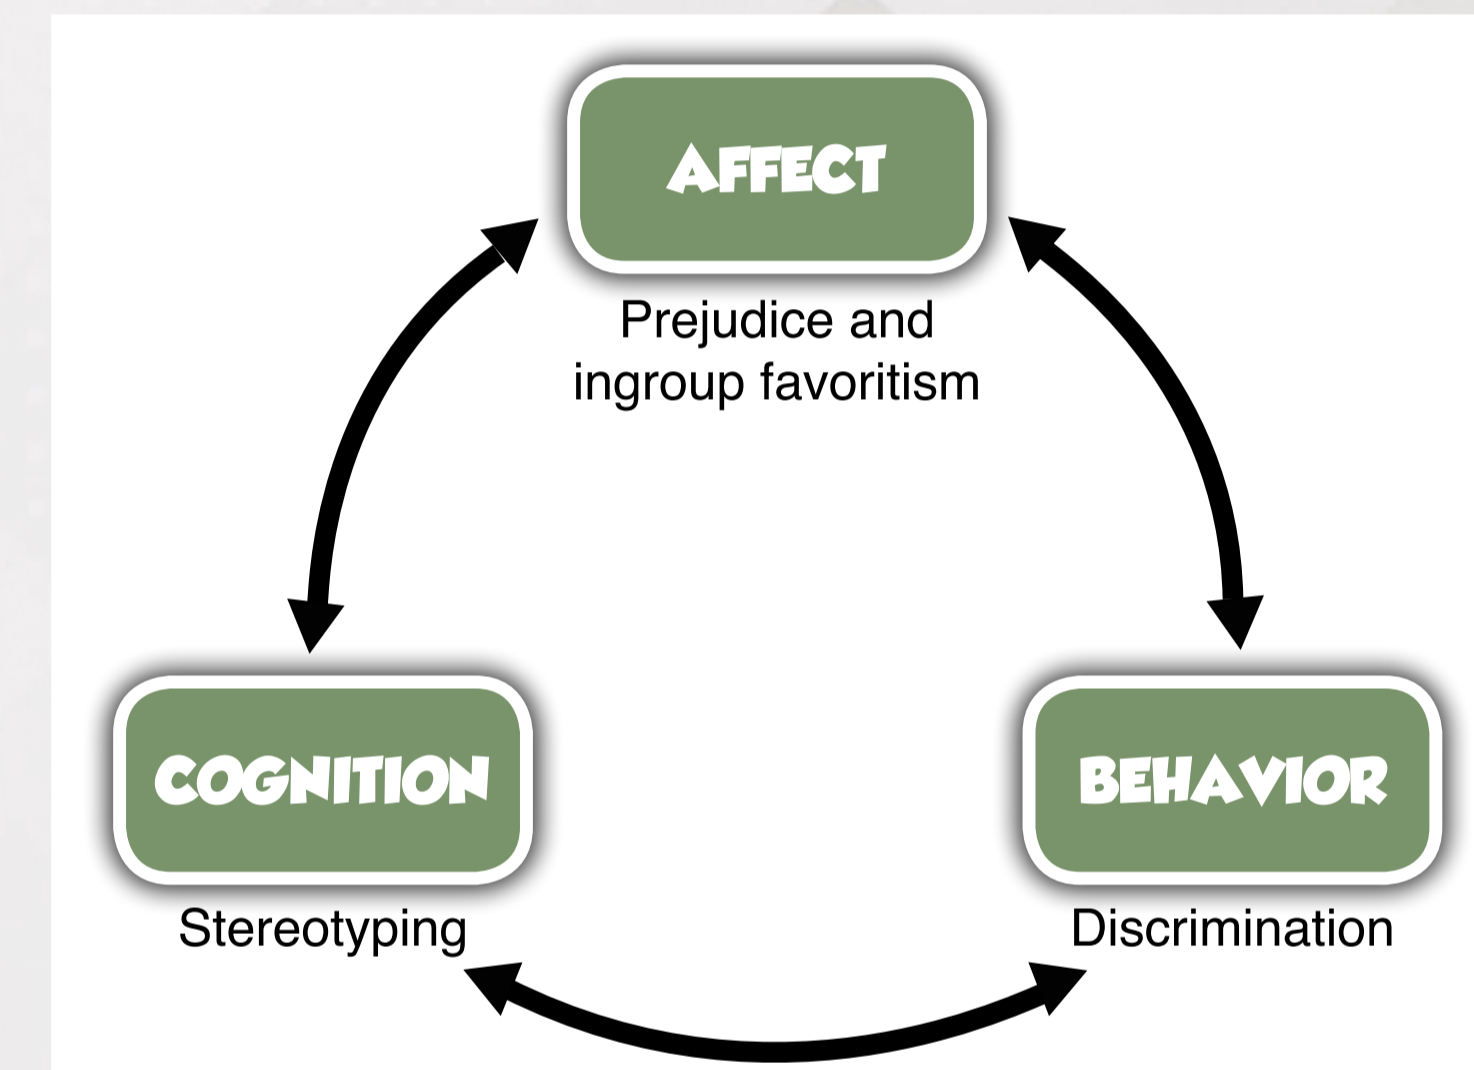 AFFECT
Prejudice and
ingroup favoritism
COGNITION
BEHAVIOR
Stereotyping
Discrimination